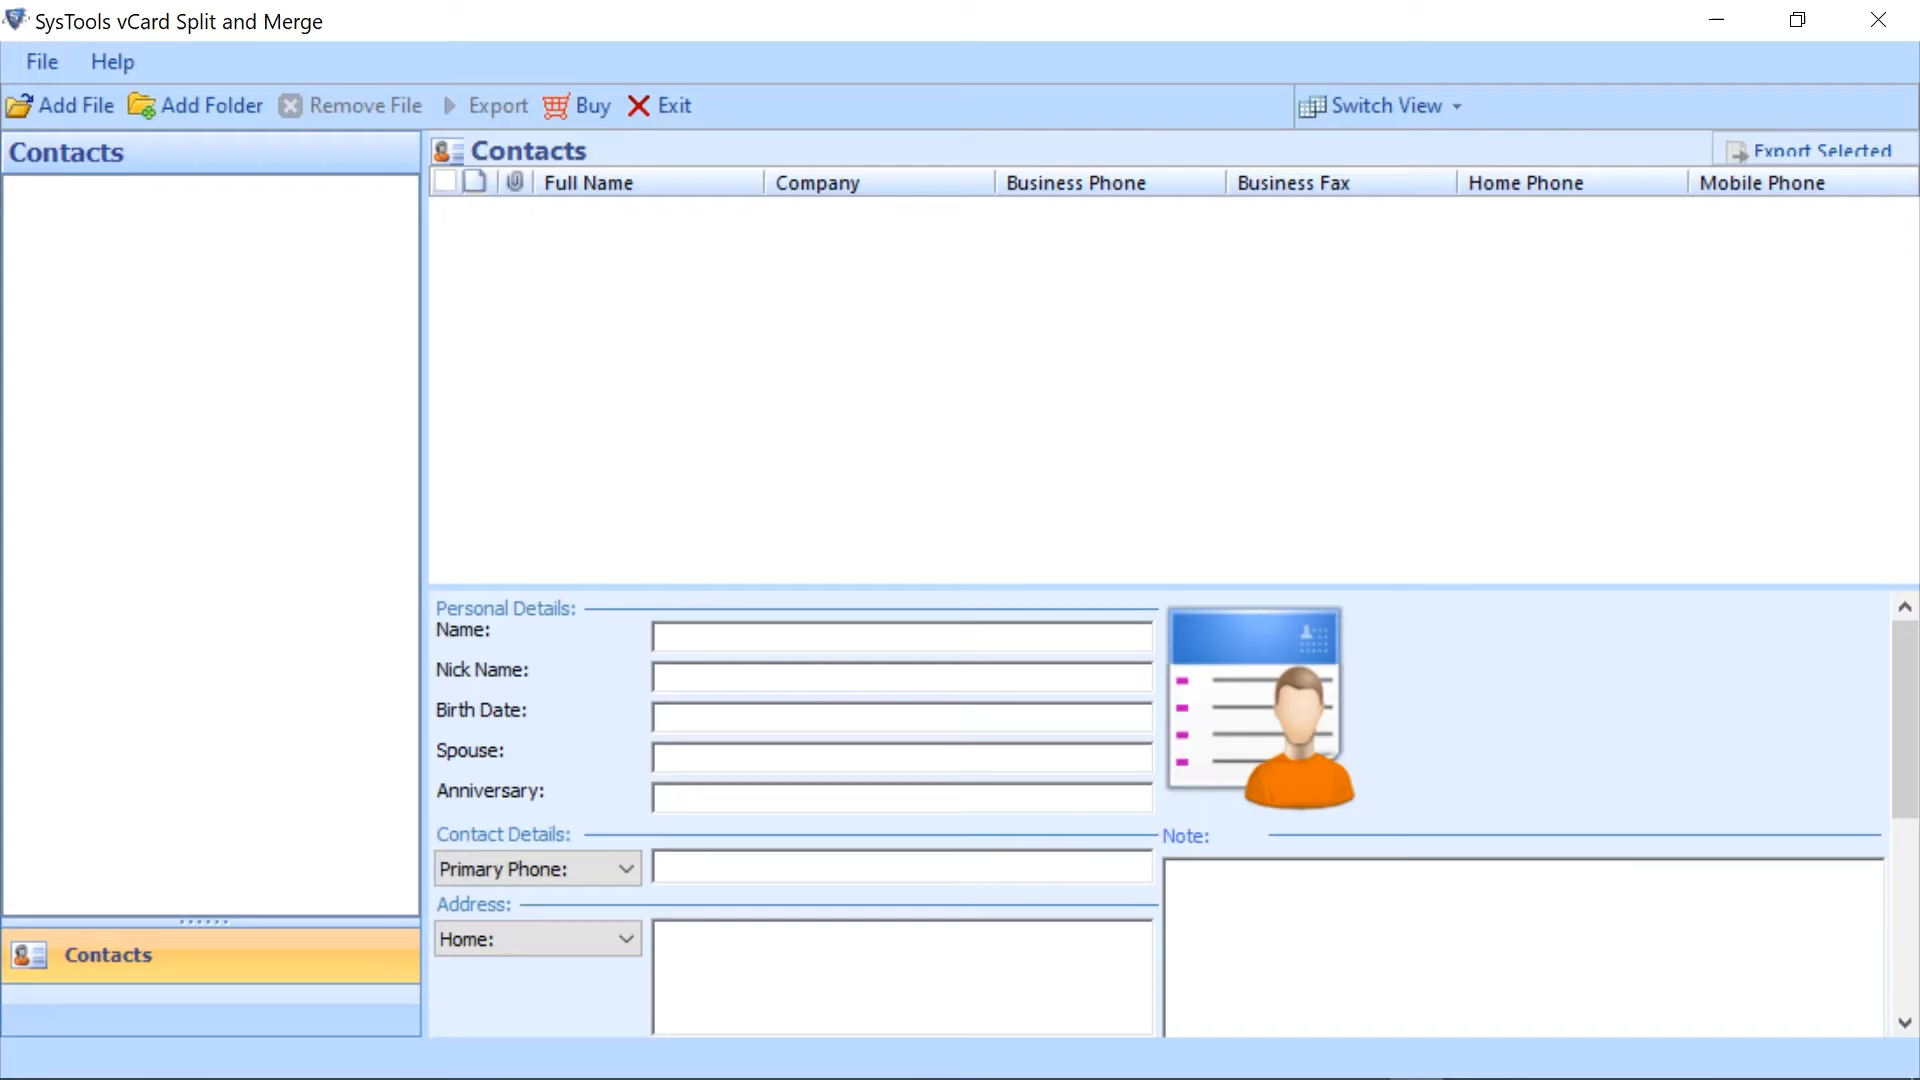 SysTools vCard Split and Merge
File Help
Add File Add Folder Remove File Export Buy Exit Switch View
Contacts
Contacts Export Selected
Full Name Company Business Phone Business Fax Home Phone Mobile Phone
Personal Details:
Name:
Nick Name:
Birth Date:
Spouse:
Anniversary:
Contact Details:
Primary Phone:
Address:
Home:
Note:
Contacts